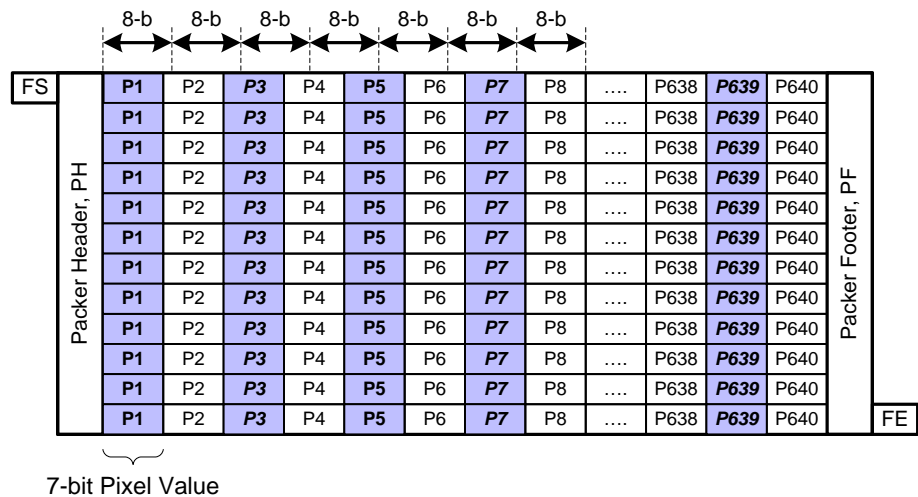 8-b 8-b 8-b 8-b 8-b 8-b 8-b
FS P1 P2 P3 P4 P5 P6 P7 P8 .... P638 P639 P640
P1 P2 P3 P4 P5 P6 P7 P8 .... P638 P639 P640
P1 P2 P3 P4 P5 P6 P7 P8 .... P638 P639 P640
P1 P2 P3 P4 P5 P6 P7 P8 .... P638 P639 P640
P1 P2 P3 P4 P5 P6 P7 P8 .... P638 P639 P640
P1 P2 P3 P4 P5 P6 P7 P8 .... P638 P639 P640
P1 P2 P3 P4 P5 P6 P7 P8 .... P638 P639 P640
P1 P2 P3 P4 P5 P6 P7 P8 .... P638 P639 P640
P1 P2 P3 P4 P5 P6 P7 P8 .... P638 P639 P640
P1 P2 P3 P4 P5 P6 P7 P8 .... P638 P639 P640
P1 P2 P3 P4 P5 P6 P7 P8 .... P638 P639 P640
P1 P2 P3 P4 P5 P6 P7 P8 .... P638 P639 P640 FE
Packer Header, PH
Packer Footer, PF
7-bit Pixel Value